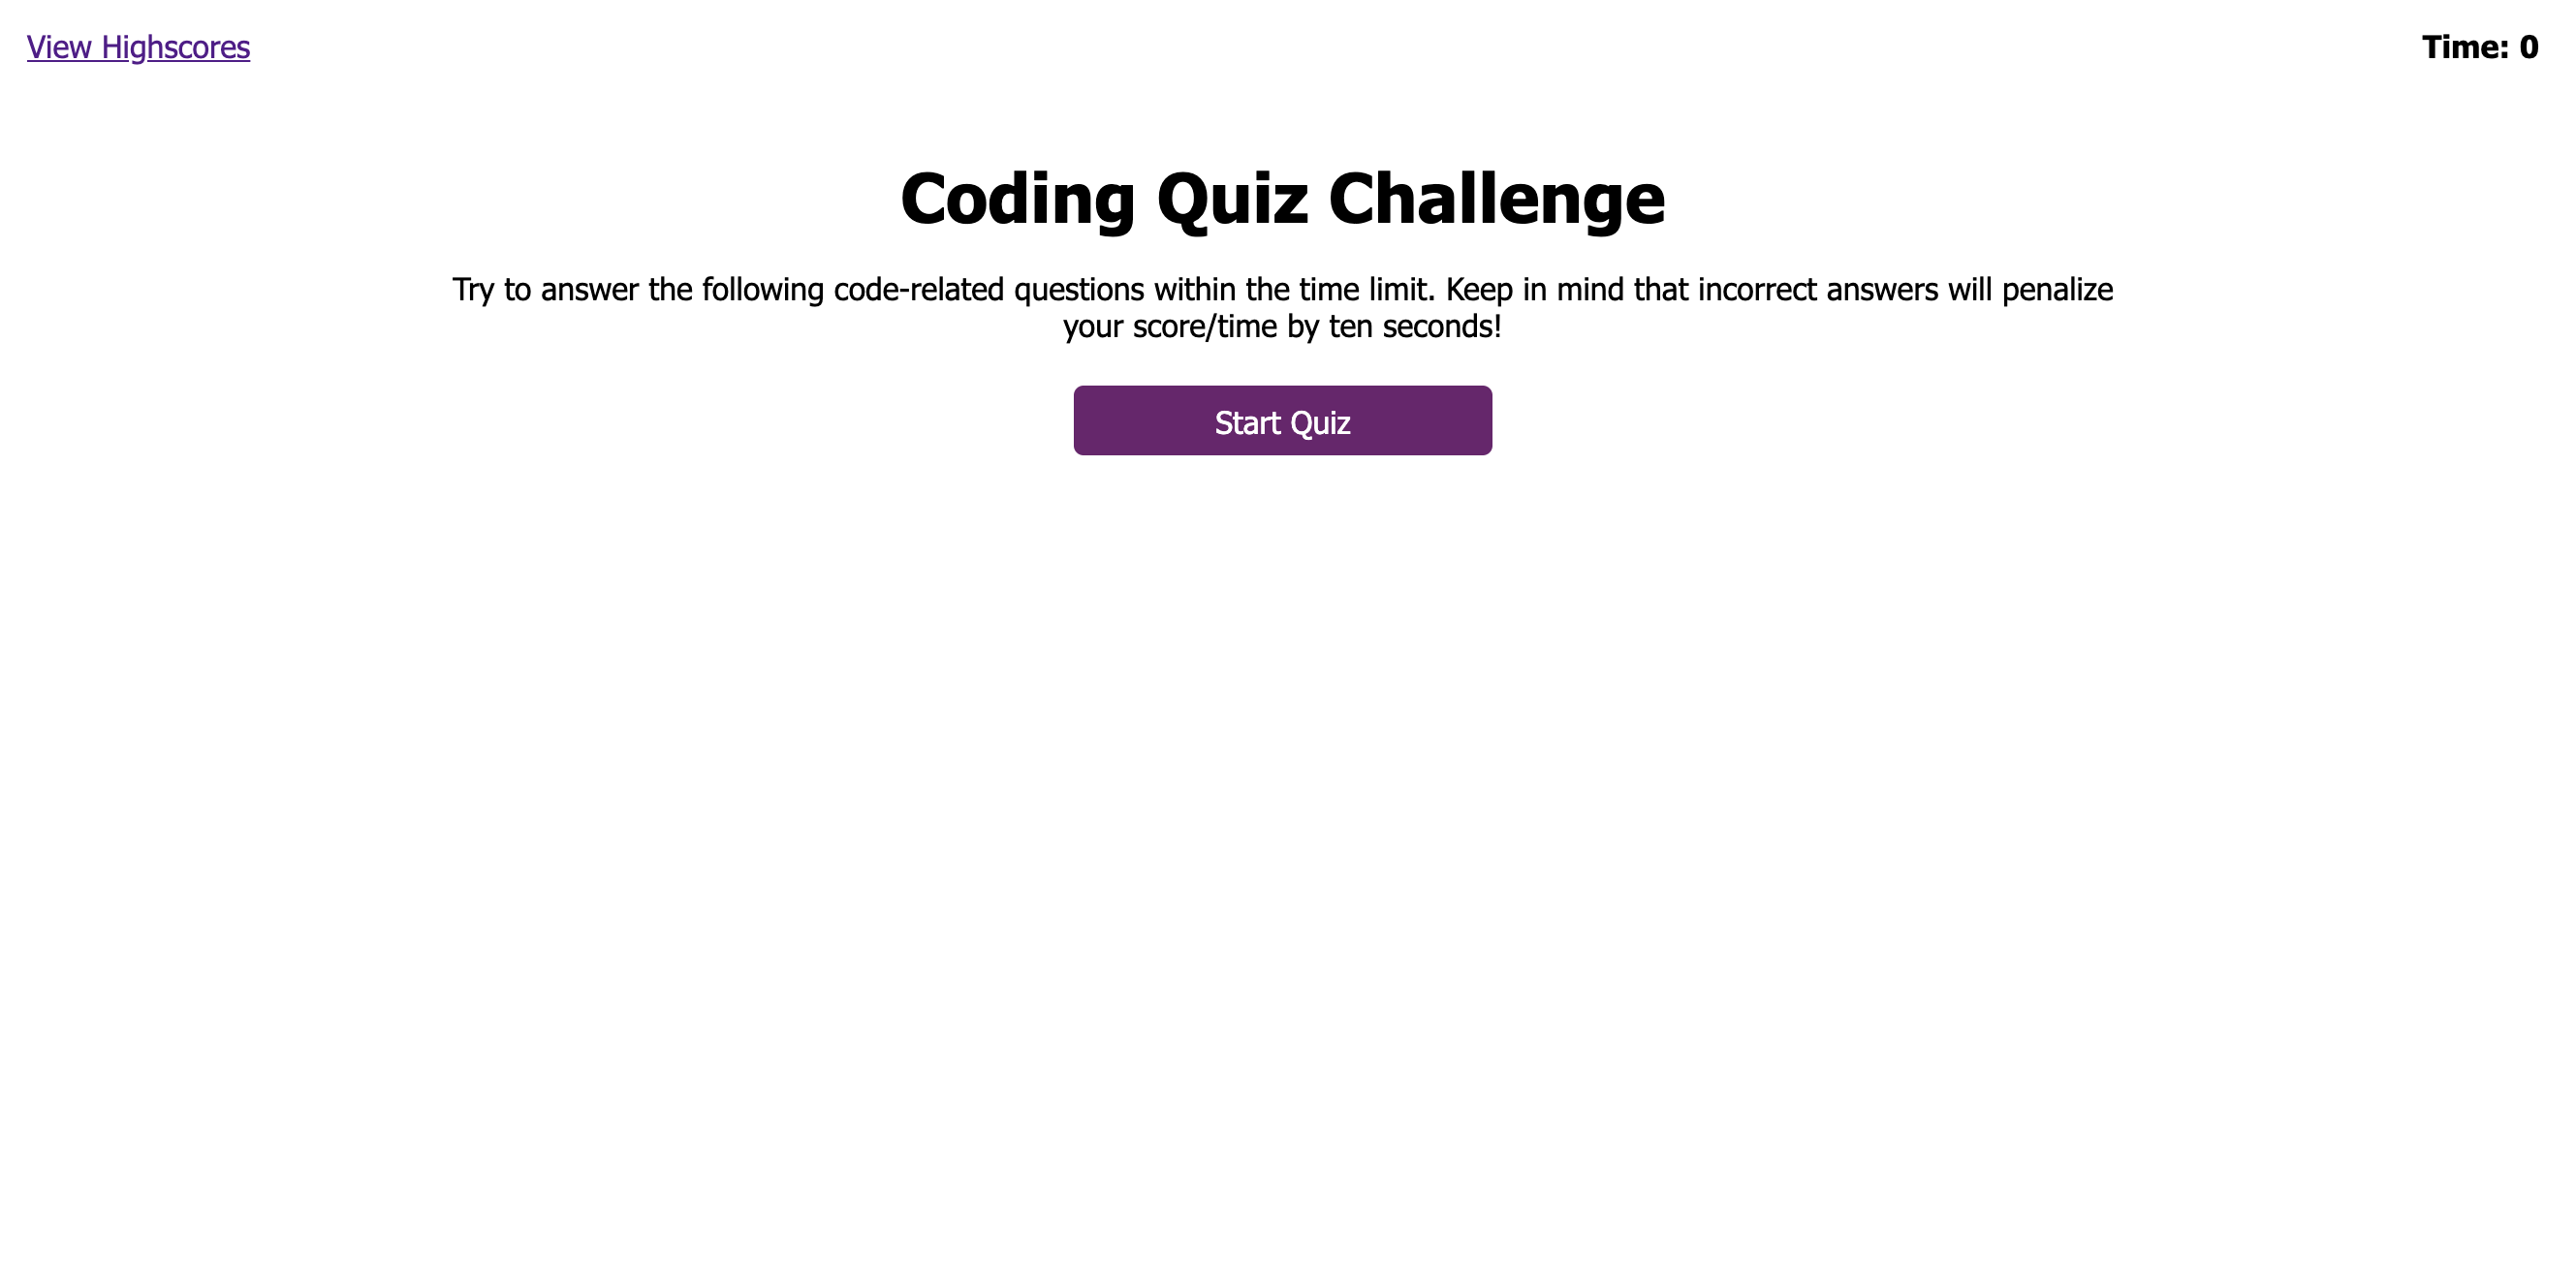 View Highscores
Time: 0
Coding Quiz Challenge
Try to answer the following code-related questions within the time limit. Keep in mind that incorrect answers will penalize
your score/time by ten seconds!
Start Quiz